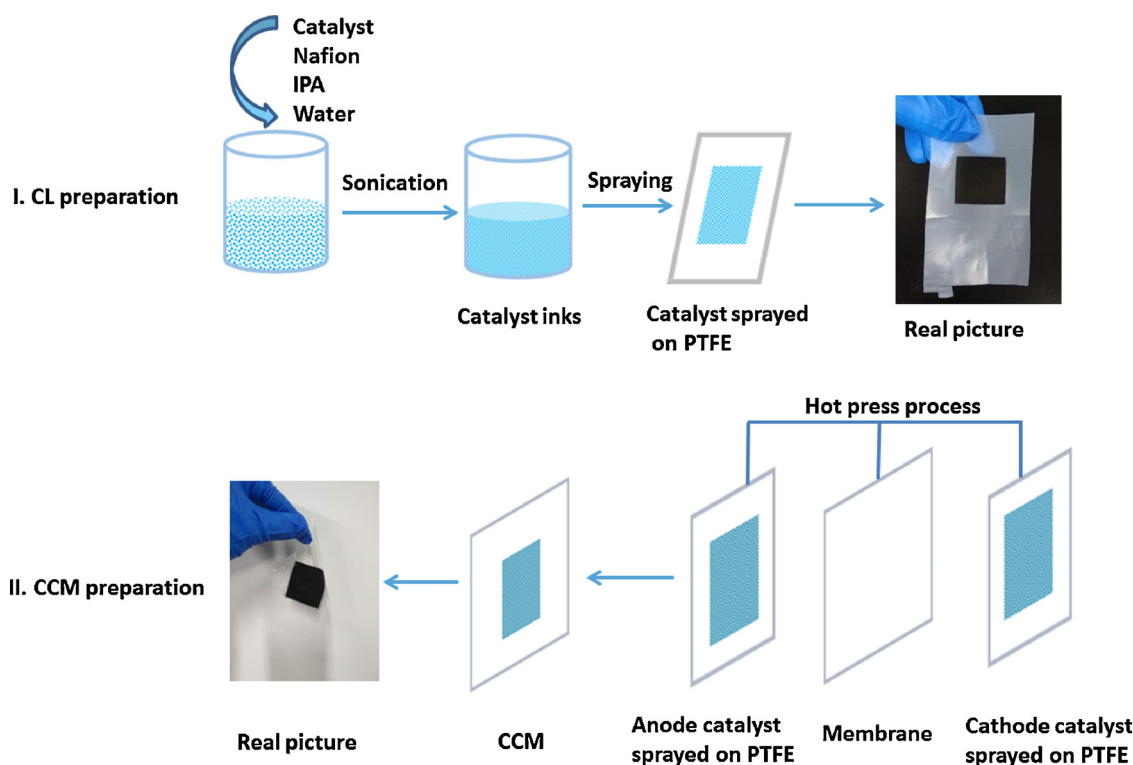 Catalyst
Nafion
IPA
Water
I. CL preparation
Sonication
Spraying
Catalyst inks
Catalyst sprayed
on PTFE
Real picture
Hot press process
II. CCM preparation
Real picture
CCM
Anode catalyst
sprayed on PTFE
Membrane
Cathode catalyst
sprayed on PTFE